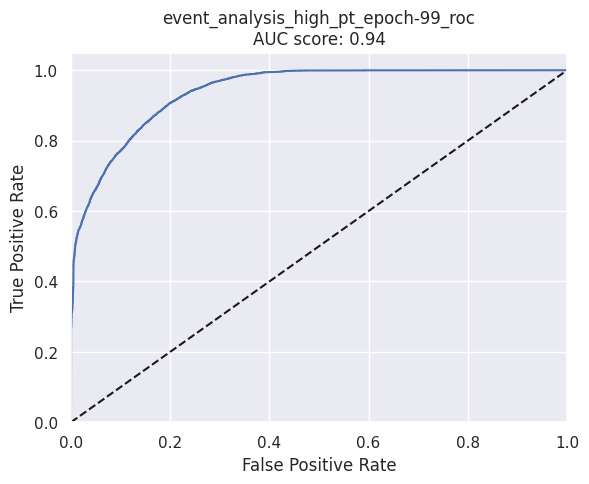 event_analysis_high_pt_epoch-99_roc
AUC score: 0.94
1.0
0.8
0.6
0.4
0.2
0.0
True Positive Rate
0.0 0.2 0.4 0.6 0.8 1.0
False Positive Rate